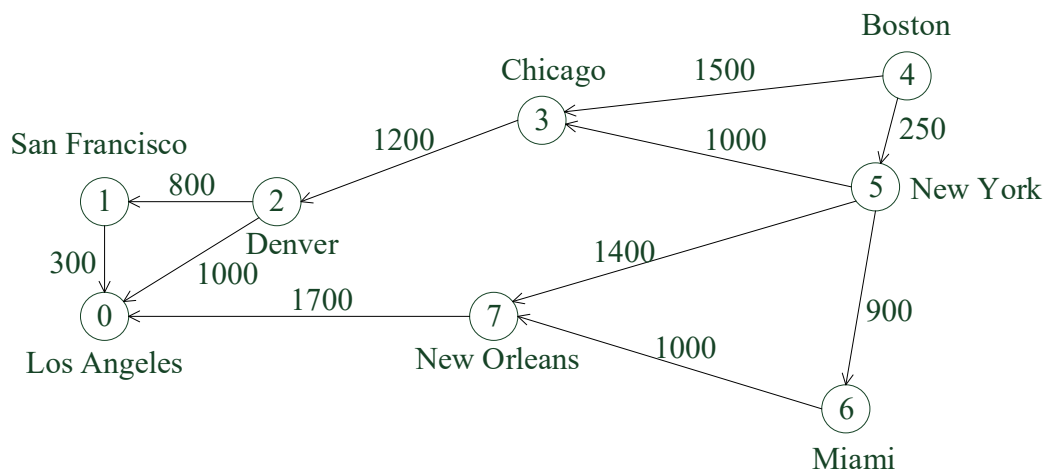 Boston
Chicago
1500
4
3
250
San Francisco
1200
1000
1
800
2
5
New York
Denver
1400
300
1000
0
1700
7
900
Los Angeles
New Orleans
1000
6
Miami